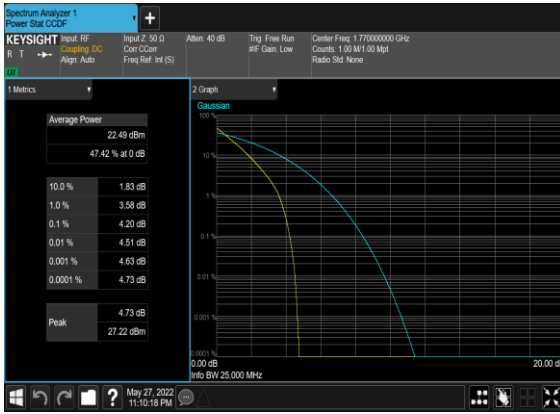 Spectrum Analyzer 1
Power Stat CCDF
KEYSIGHT
R T
Input: RF
Coupling: DC
Align: Auto
Input Z: 50 Ω
Corr CCorr
Freq Ref: Int (S)
Atten: 40 dB
Trig: Free Run
#IF Gain: Low
Center Freq: 1.770000000 GHz
Counts: 1.00 M/1.00 Mpt
Radio Std: None
1 Metrics
Average Power
22.49 dBm
47.42 % at 0 dB
10.0 % 1.83 dB
1.0 % 3.58 dB
0.1 % 4.20 dB
0.01 % 4.51 dB
0.001 % 4.63 dB
0.0001 % 4.73 dB
Peak
4.73 dB
27.22 dBm
2 Graph
Gaussian
100 %
10 %
1 %
0.1 %
0.01 %
0.001 %
0.0001 %
0.00 dB
20.00 d
Info BW 25.000 MHz
?
May 27, 2022
11:10:18 PM